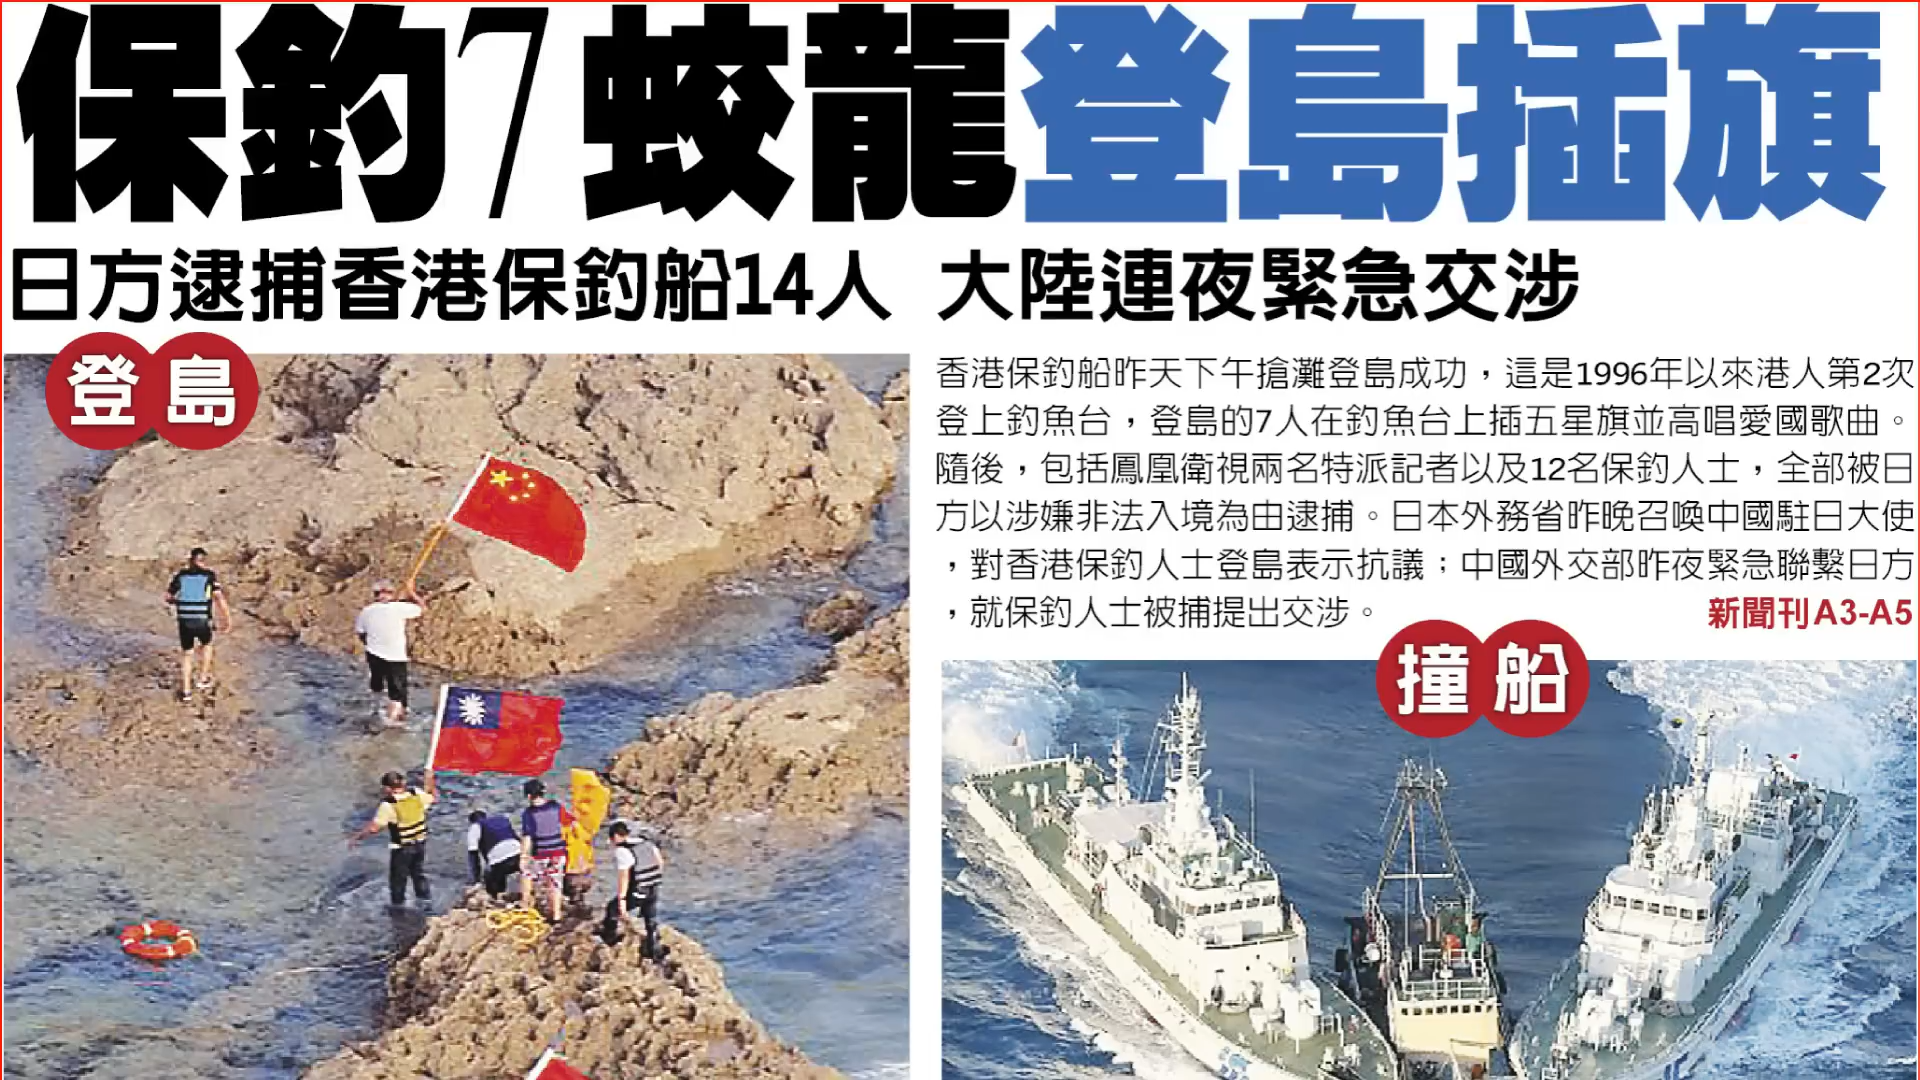 保釣7蛟龍登島插旗
日方逮捕香港保釣船14人 大陸連夜緊急交涉
登島
香港保釣船昨天下午搶灘登島成功，這是1996年以來港人第2次
登上釣魚台，登島的7人在釣魚台上插五星旗並高唱愛國歌曲。
隨後，包括鳳凰衛視兩名特派記者以及12名保釣人士，全部被日
方以涉嫌非法入境為由逮捕。日本外務省昨晚召喚中國駐日大使
，對香港保釣人士登島表示抗議；中國外交部昨夜緊急聯繫日方
，就保釣人士被捕提出交涉。
新聞刊A3-A5
撞船